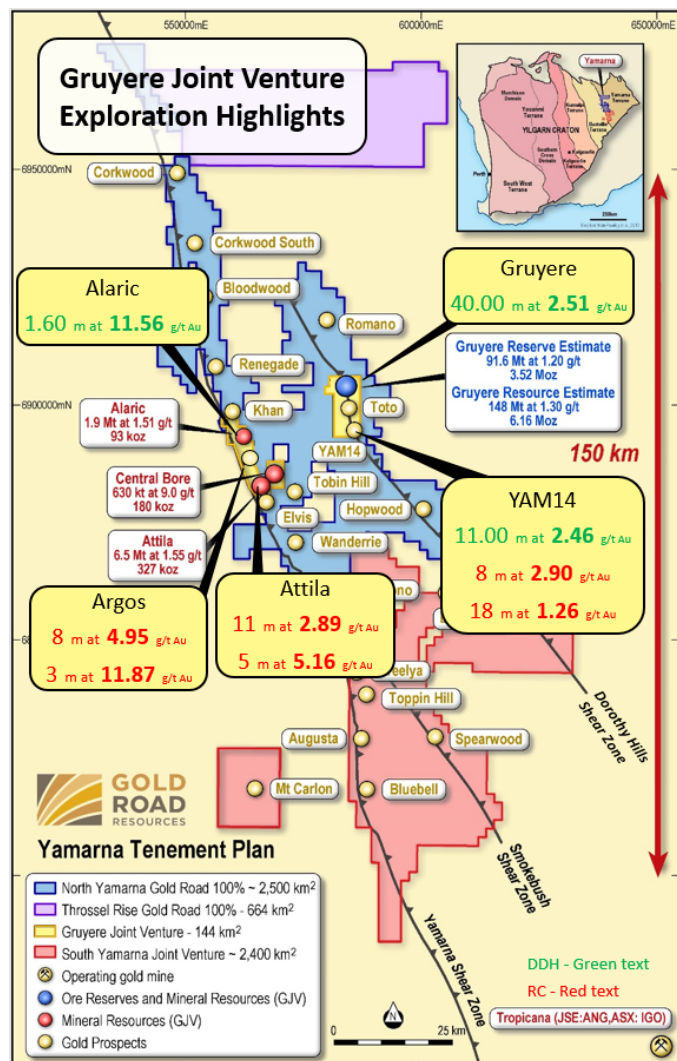 550000mE
600000mE
650000mE
Gruyere Joint Venture
Exploration Highlights
Yamarna
YILGARN CRATON
South West
Terrane
Perth
Kalgoorlie
6950000mN
Corkwood
Corkwood South
Bloodwood
Alaric
1.60 m at 11.56 g/t Au
Gruyere
40.00 m at 2.51 g/t Au
Romano
Renegade
Gruyere Reserve Estimate
91.6 Mt at 1.20 g/t
3.52 Moz
Gruyere Resource Estimate
148 Mt at 1.30 g/t
6.16 Moz
6900000mN
Khan
Toto
Alaric
1.9 Mt at 1.51 g/t
93 koz
YAM14
150 km
Central Bore
630 kt at 9.0 g/t
180 koz
Tobin Hill
Hopwood
Elvis
Wanderrie
Attila
6.5 Mt at 1.55 g/t
327 koz
YAM14
11.00 m at 2.46 g/t Au
8 m at 2.90 g/t Au
18 m at 1.26 g/t Au
Argos
8 m at 4.95 g/t Au
3 m at 11.87 g/t Au
Attila
11 m at 2.89 g/t Au
5 m at 5.16 g/t Au
Toppin Hill
Augusta
Spearwood
Mt Carlon
Bluebell
Dorothy Hills
Shear Zone
Smokebush
Shear Zone
Yamarna Shear Zone
GOLD
ROAD
RESOURCES
Yamarna Tenement Plan
North Yamarna Gold Road 100% ~ 2,500 km²
Throssel Rise Gold Road 100% - 664 km²
Gruyere Joint Venture - 144 km²
South Yamarna Joint Venture ~ 2,400 km²
Operating gold mine
Ore Reserves and Mineral Resources (GJV)
Mineral Resources (GJV)
Gold Prospects
N
0
25 km
DDH - Green text
RC - Red text
Tropicana (JSE:ANG,ASX: IGO)